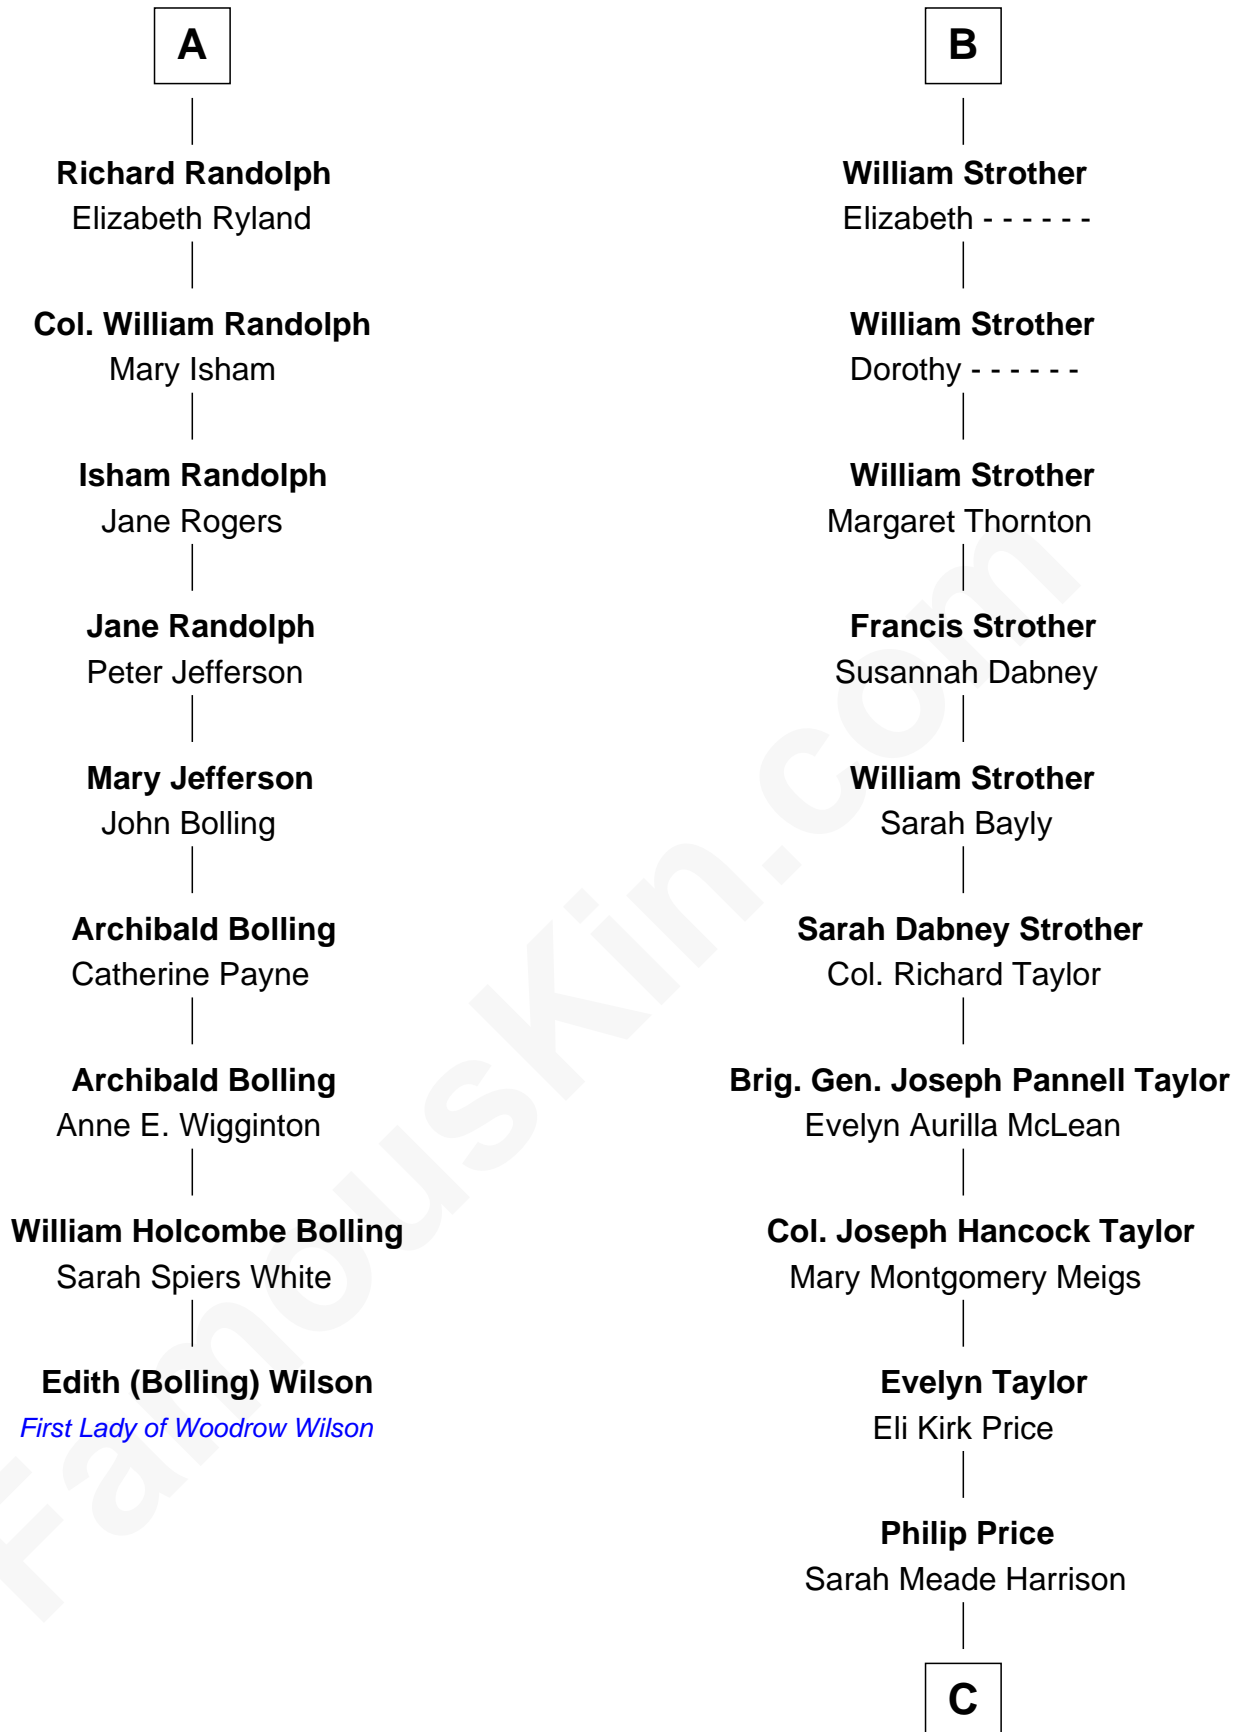 A
Richard Randolph
Elizabeth Ryland
Col. William Randolph
Mary Isham
Isham Randolph
Jane Rogers
Jane Randolph
Peter Jefferson
Mary Jefferson
John Bolling
Archibald Bolling
Catherine Payne
Archibald Bolling
Anne E. Wigginton
William Holcombe Bolling
Sarah Spiers White
Edith (Bolling) Wilson
First Lady of Woodrow Wilson
B
William Strother
Elizabeth - - - - - -
William Strother
Dorothy - - - - - -
William Strother
Margaret Thornton
Francis Strother
Susannah Dabney
William Strother
Sarah Bayly
Sarah Dabney Strother
Col. Richard Taylor
Brig. Gen. Joseph Pannell Taylor
Evelyn Aurilla McLean
Col. Joseph Hancock Taylor
Mary Montgomery Meigs
Evelyn Taylor
Eli Kirk Price
Philip Price
Sarah Meade Harrison
C
FamousKin.com